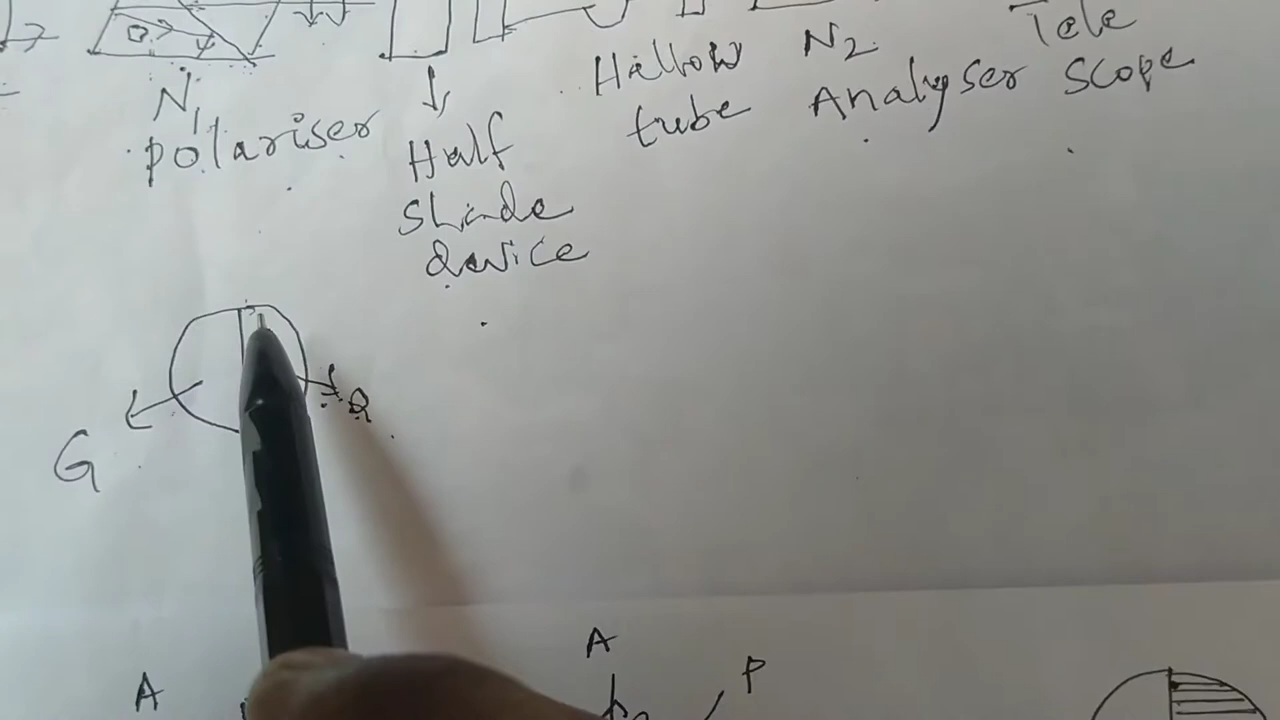 O
N1
polariser
Half
shade
device
Hallow
tube
N2
Analyser
Tele
scope
G
Q
A
A
P